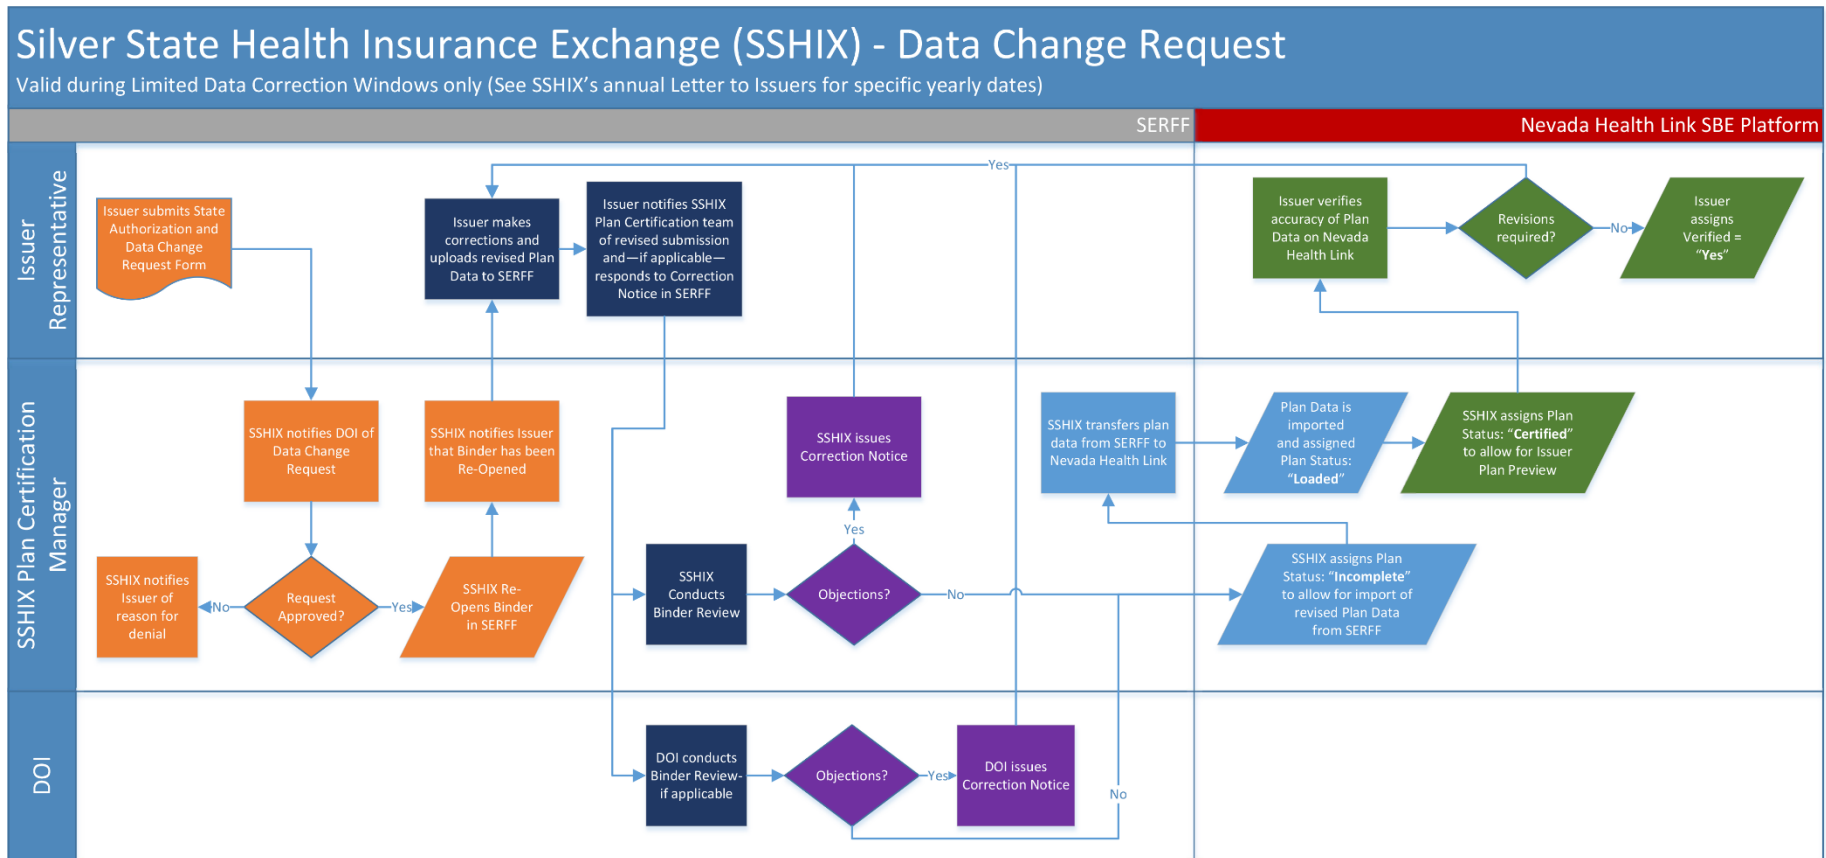 Silver State Health Insurance Exchange (SSHIX) - Data Change Request
Valid during Limited Data Correction Windows only (See SSHIX’s annual Letter to Issuers for specific yearly dates)
SERFF
Nevada Health Link SBE Platform
Issuer
Representative
Issuer submits State
Authorization and
Data Change
Request Form
Issuer makes
corrections and
uploads revised Plan
Data to SERFF
Issuer notifies SSHIX
Plan Certification team
of revised submission
and—if applicable—
responds to Correction
Notice in SERFF
Yes
Issuer verifies
accuracy of Plan
Data on Nevada
Health Link
Revisions
required?
No
Issuer
assigns
Verified =
“Yes”
SSHIX Plan Certification
Manager
SSHIX notifies DOI of
Data Change
Request
SSHIX notifies Issuer
that Binder has been
Re-Opened
SSHIX issues
Correction Notice
SSHIX transfers plan
data from SERFF to
Nevada Health Link
Plan Data is
imported
and assigned
Plan Status:
“Loaded”
SSHIX assigns Plan
Status: “Certified”
to allow for Issuer
Plan Preview
SSHIX notifies
Issuer of
reason for
denial
No
Request
Approved?
Yes
SSHIX Re-
Opens Binder
in SERFF
SSHIX
Conducts
Binder Review
Yes
Objections?
No
SSHIX assigns Plan
Status: “Incomplete”
to allow for import of
revised Plan Data
from SERFF
DOI
DOI conducts
Binder Review-
if applicable
Objections?
Yes
DOI issues
Correction Notice
No